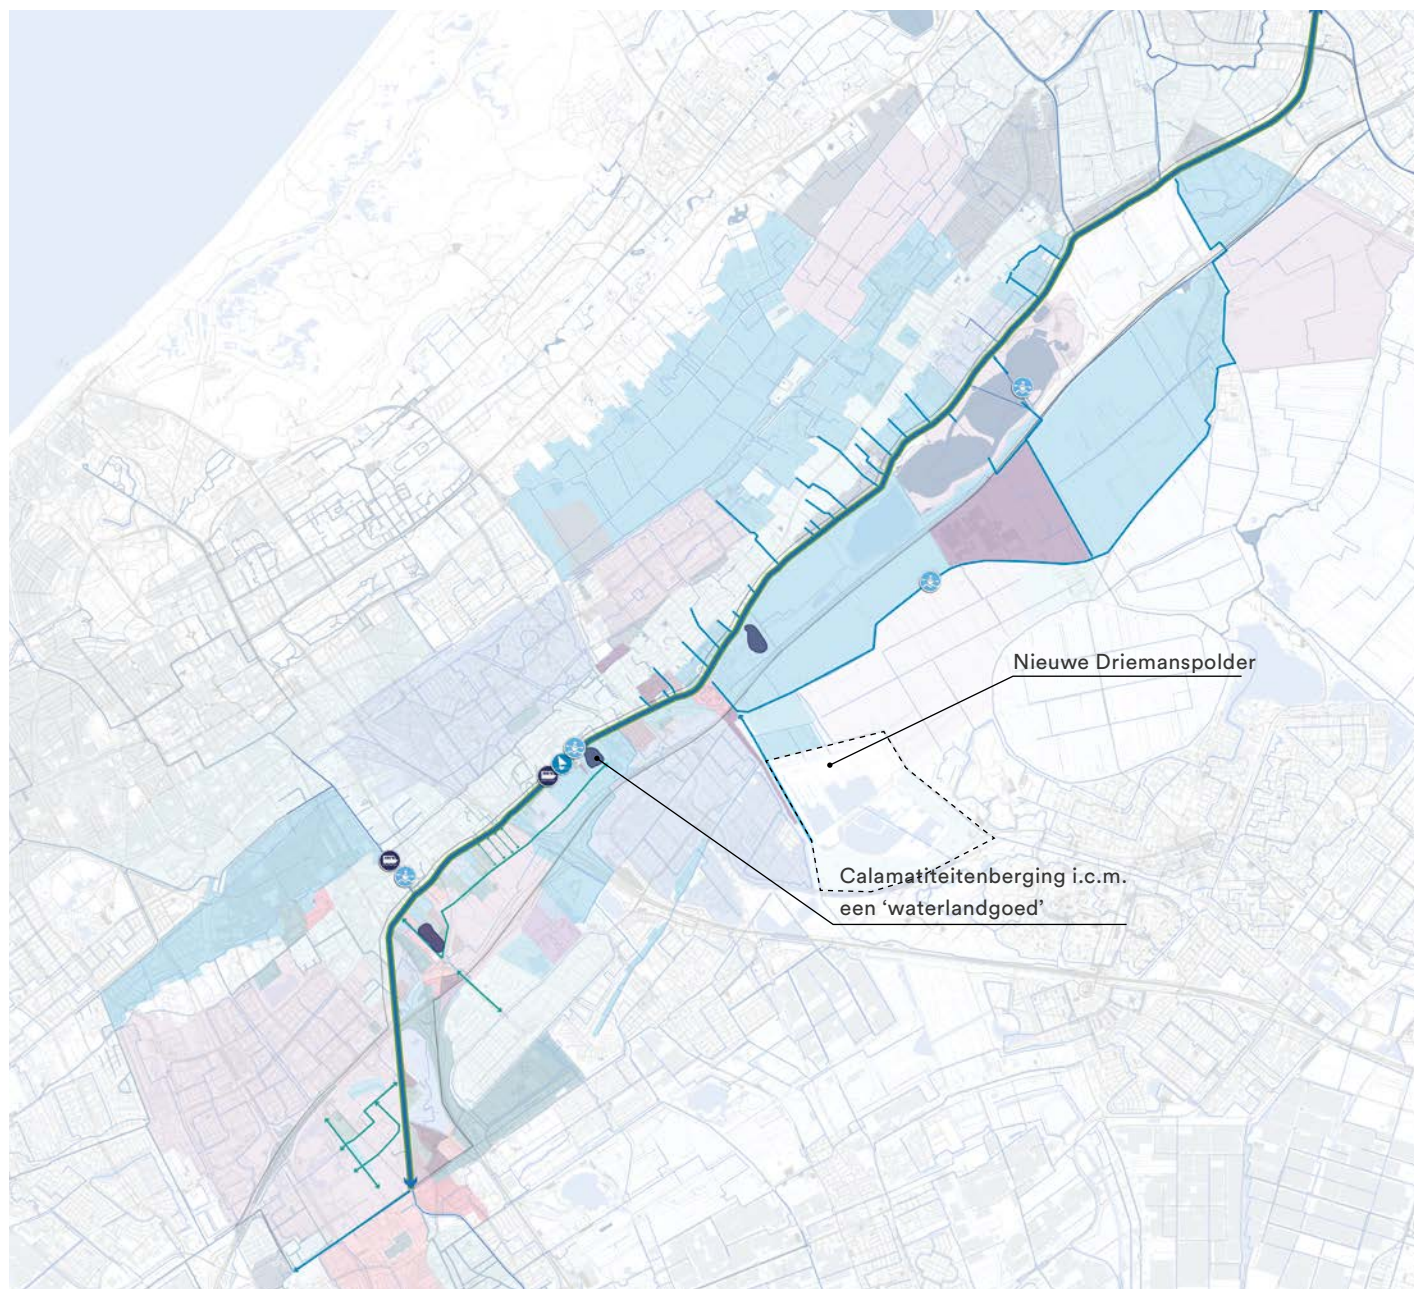 Nieuwe Driemanspolder
Calamatiteitenberging i.c.m.
een ‘waterlandgoed’